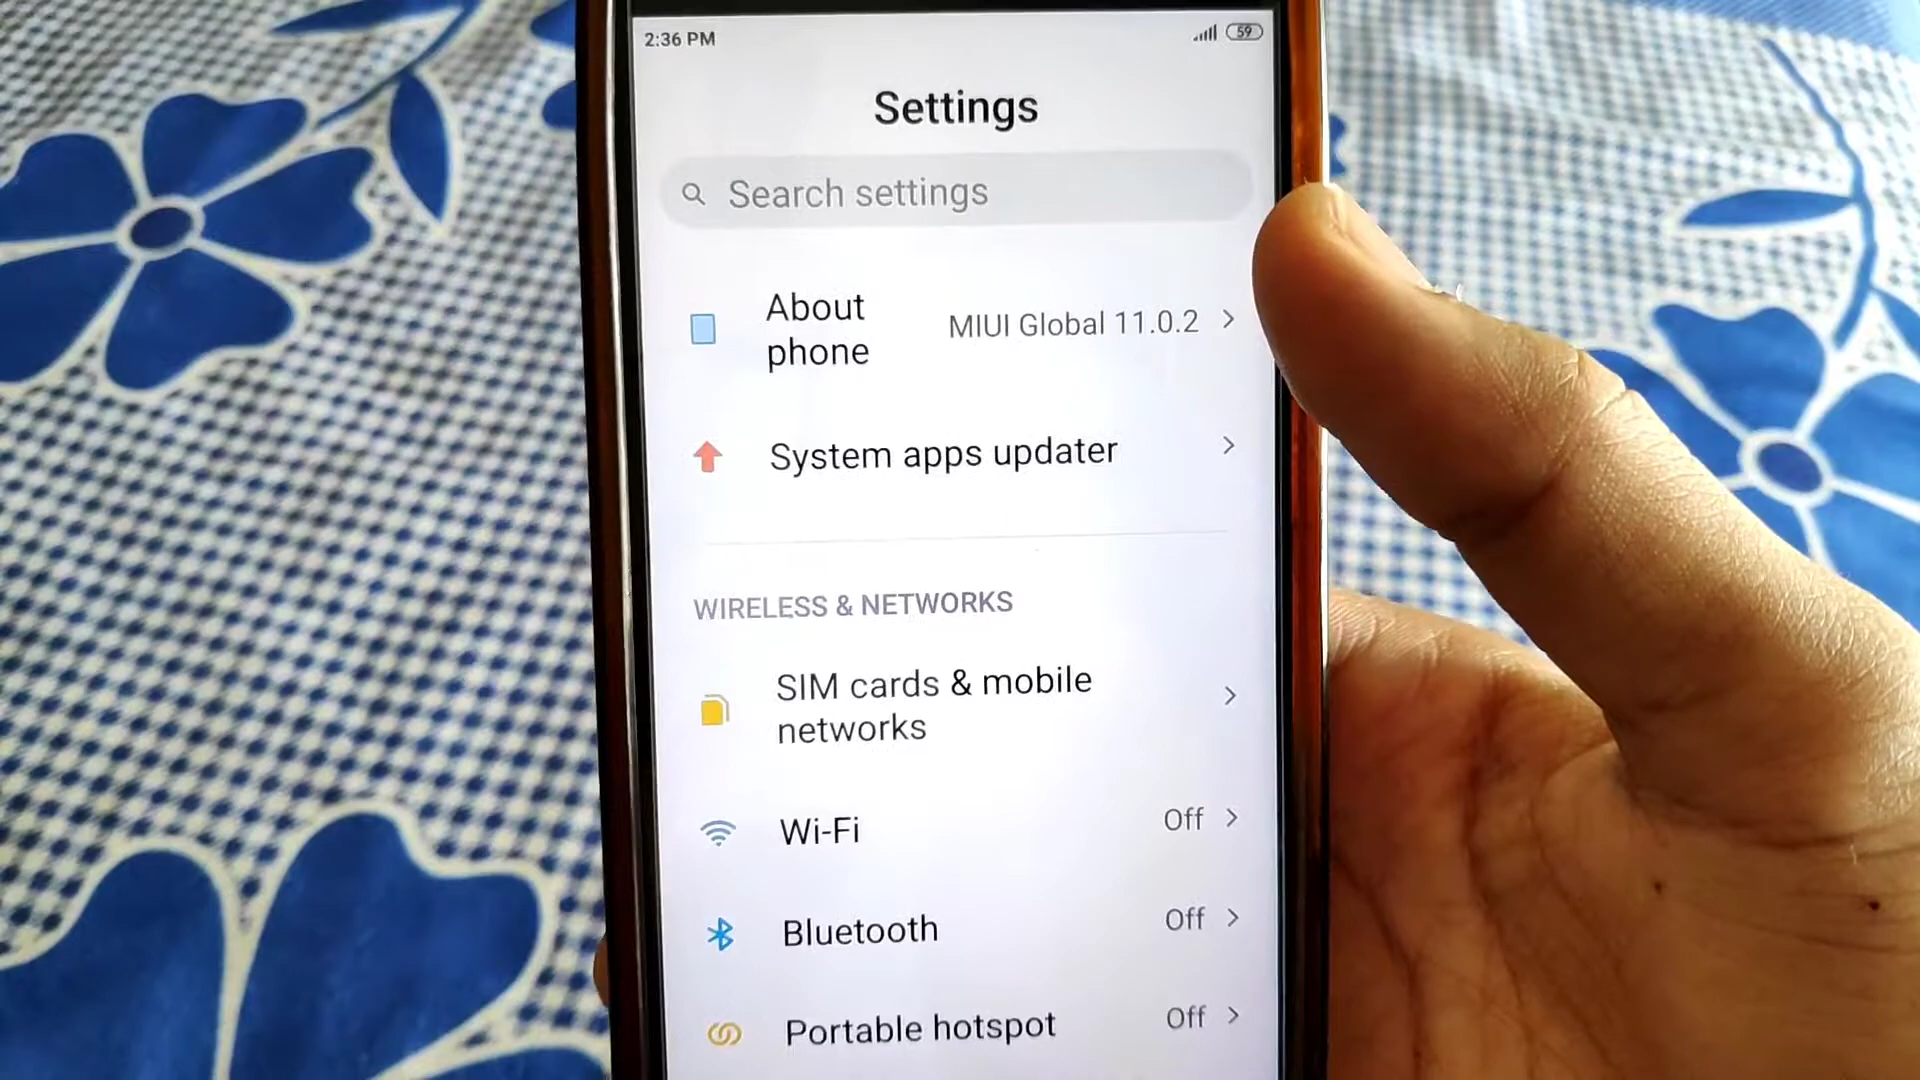 2:36 PM 59
Settings
Search settings
About
phone
MIUI Global 11.0.2
System apps updater
WIRELESS & NETWORKS
SIM cards & mobile
networks
Wi-Fi Off
Bluetooth Off
Portable hotspot Off